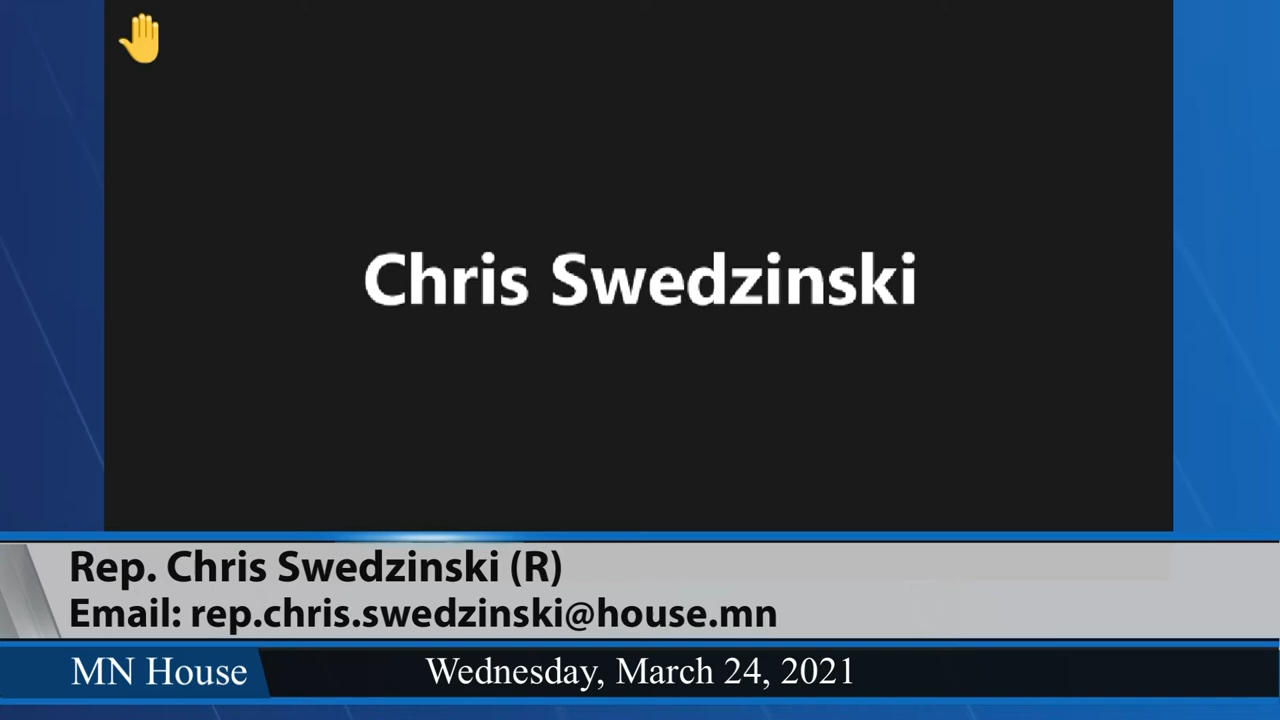 Chris Swedzinski
Rep. Chris Swedzinski (R)
Email: rep.chris.swedzinski@house.mn
MN House
Wednesday, March 24, 2021